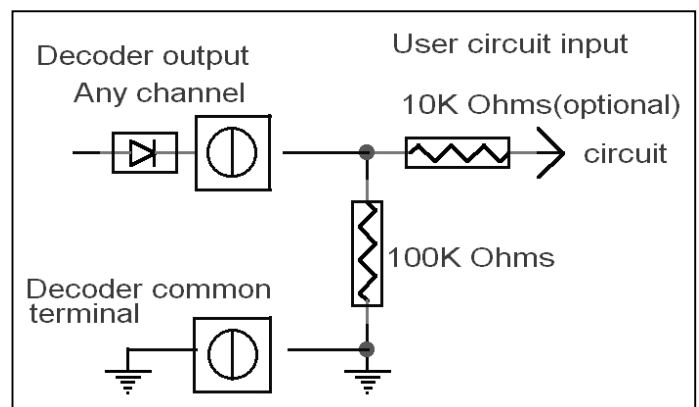 Decoder output
Any channel
User circuit input
10K Ohms(optional)
circuit
100K Ohms
Decoder common
terminal